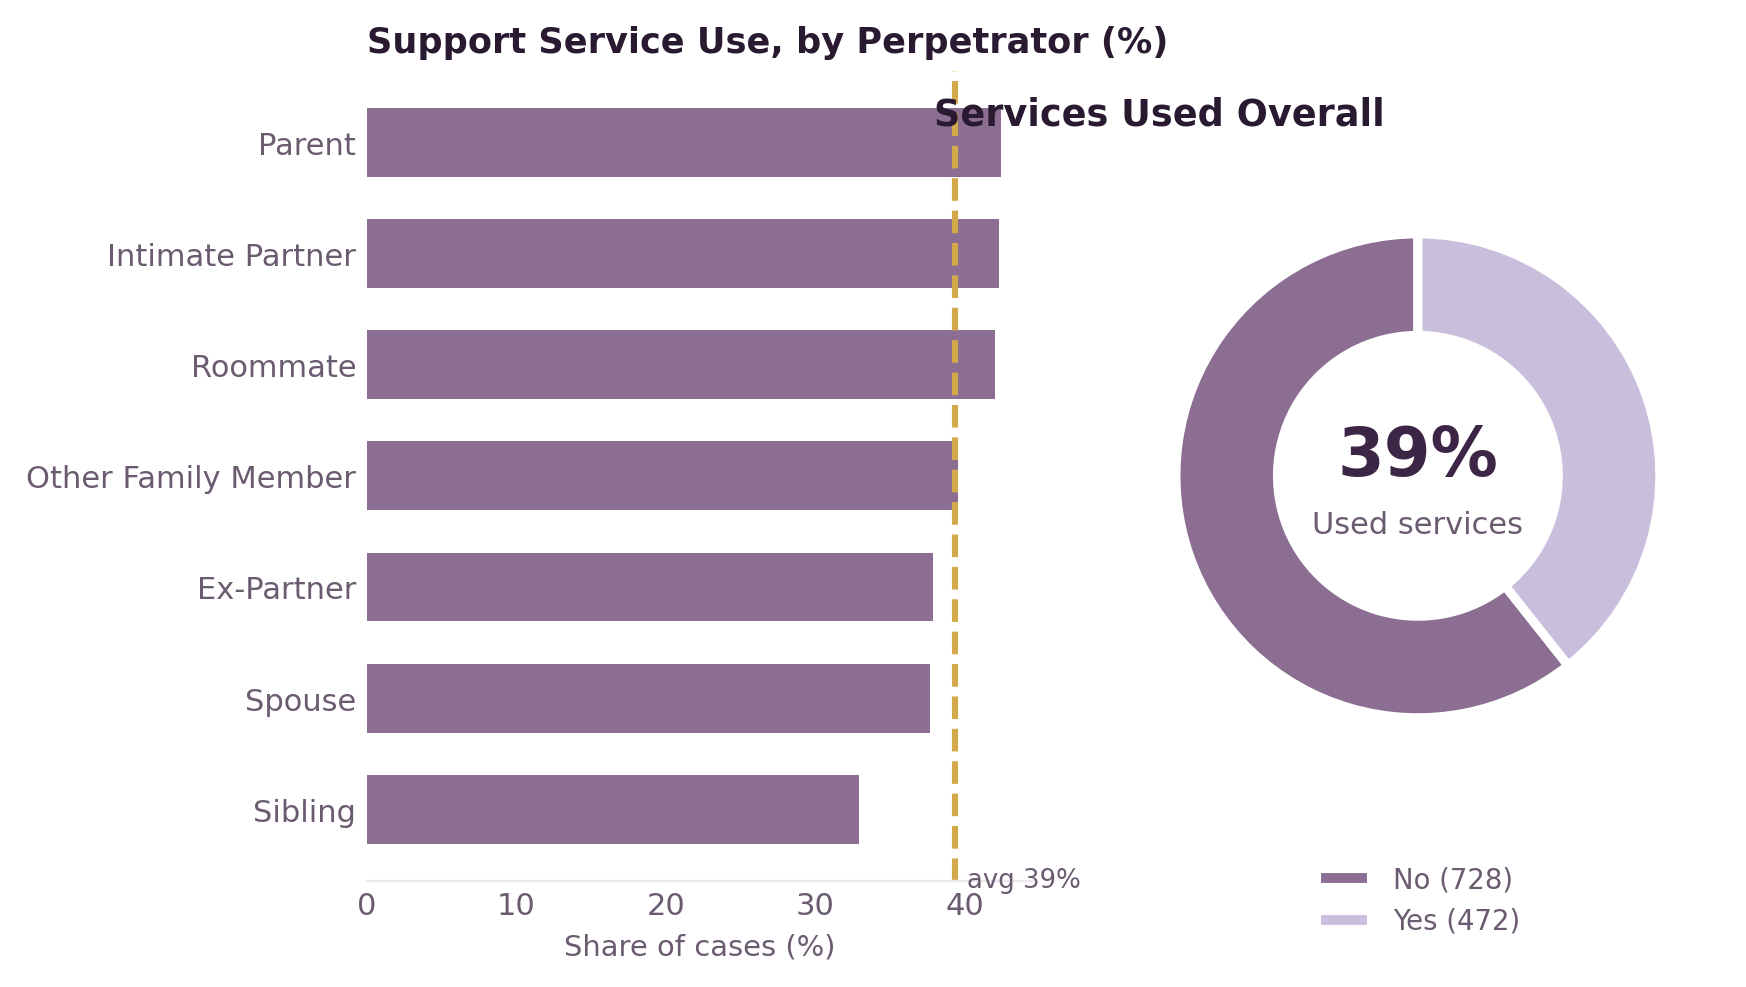 Support Service Use, by Perpetrator (%)
Parent
Intimate Partner
Roommate
Other Family Member
Ex-Partner
Spouse
Sibling
avg 39%
0 10 20 30 40
Share of cases (%)
Services Used Overall
39%
Used services
No (728)
Yes (472)